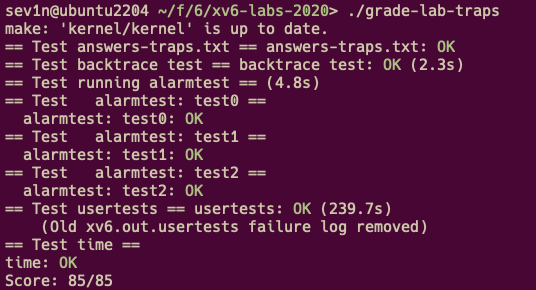 sev1n@ubuntu2204 ~/f/6/xv6-labs-2020> ./grade-lab-traps
make: 'kernel/kernel' is up to date.
== Test answers-traps.txt == answers-traps.txt: OK
== Test backtrace test == backtrace test: OK (2.3s)
== Test running alarmtest == (4.8s)
== Test   alarmtest: test0 ==
  alarmtest: test0: OK
== Test   alarmtest: test1 ==
  alarmtest: test1: OK
== Test   alarmtest: test2 ==
  alarmtest: test2: OK
== Test usertests == usertests: OK (239.7s)
    (Old xv6.out.usertests failure log removed)
== Test time ==
time: OK
Score: 85/85